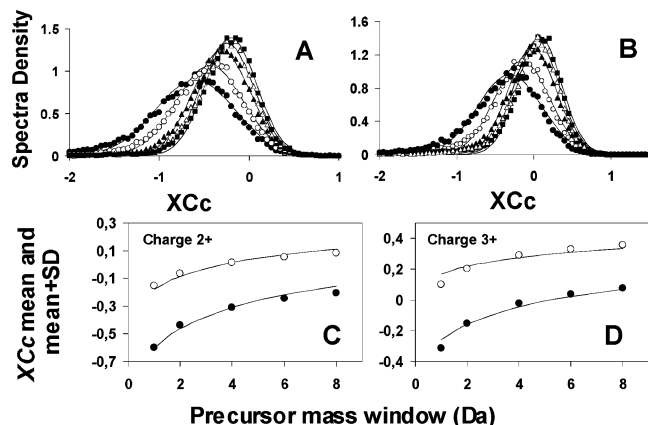 Spectra Density
1.5
1
0.5
0
-2 -1 0 1
XCc
A
1.6
1.2
0.8
0.4
0
-2 -1 0 1
XCc
B
XCc mean and
mean+SD
0,3
0,1
-0,1
-0,3
-0,5
-0,7
0 2 4 6 8
Charge 2+
C
0,4
0,2
0
-0,2
-0,4
0 2 4 6 8
Charge 3+
D
Precursor mass window (Da)